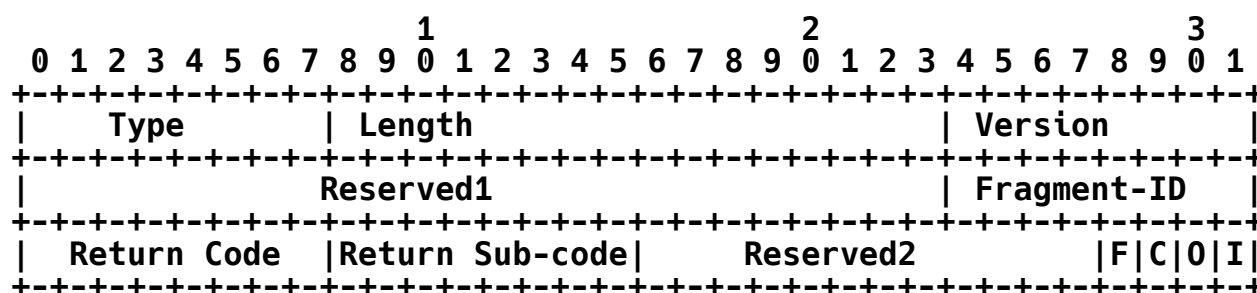 1                   2                   3
 0 1 2 3 4 5 6 7 8 9 0 1 2 3 4 5 6 7 8 9 0 1 2 3 4 5 6 7 8 9 0 1
+-+-+-+-+-+-+-+-+-+-+-+-+-+-+-+-+-+-+-+-+-+-+-+-+-+-+-+-+-+-+-+-+
|    Type       | Length                        | Version       |
+-+-+-+-+-+-+-+-+-+-+-+-+-+-+-+-+-+-+-+-+-+-+-+-+-+-+-+-+-+-+-+-+
|               Reserved1                       | Fragment-ID   |
+-+-+-+-+-+-+-+-+-+-+-+-+-+-+-+-+-+-+-+-+-+-+-+-+-+-+-+-+-+-+-+-+
|  Return Code  |Return Sub-code|     Reserved2         |F|C|O|I|
+-+-+-+-+-+-+-+-+-+-+-+-+-+-+-+-+-+-+-+-+-+-+-+-+-+-+-+-+-+-+-+-+